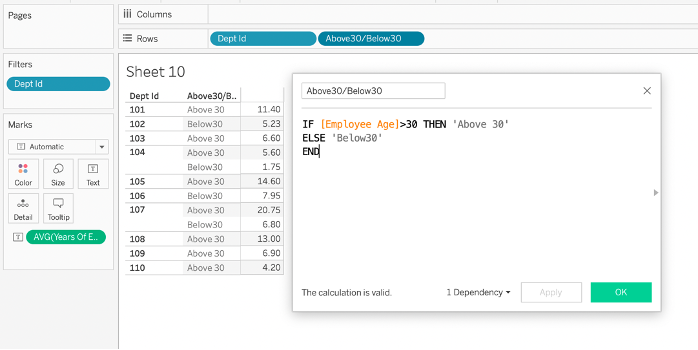 Pages
Columns
Rows
Dept Id
Above30/Below30
Filters
Dept Id
Marks
Automatic
Color
Size
Text
Detail
Tooltip
AVG(Years Of E..
Sheet 10
Dept Id Above30/B..
101 Above 30 11.40
102 Below30 5.23
103 Above 30 6.60
104 Above 30 5.60
Below30 1.75
105 Above 30 14.60
106 Below30 7.95
107 Above 30 20.75
Below30 6.80
108 Above 30 13.00
109 Above 30 6.90
110 Above 30 4.20
Above30/Below30
IF [Employee Age]>30 THEN 'Above 30'
ELSE 'Below30'
END
The calculation is valid.
1 Dependency
Apply
OK